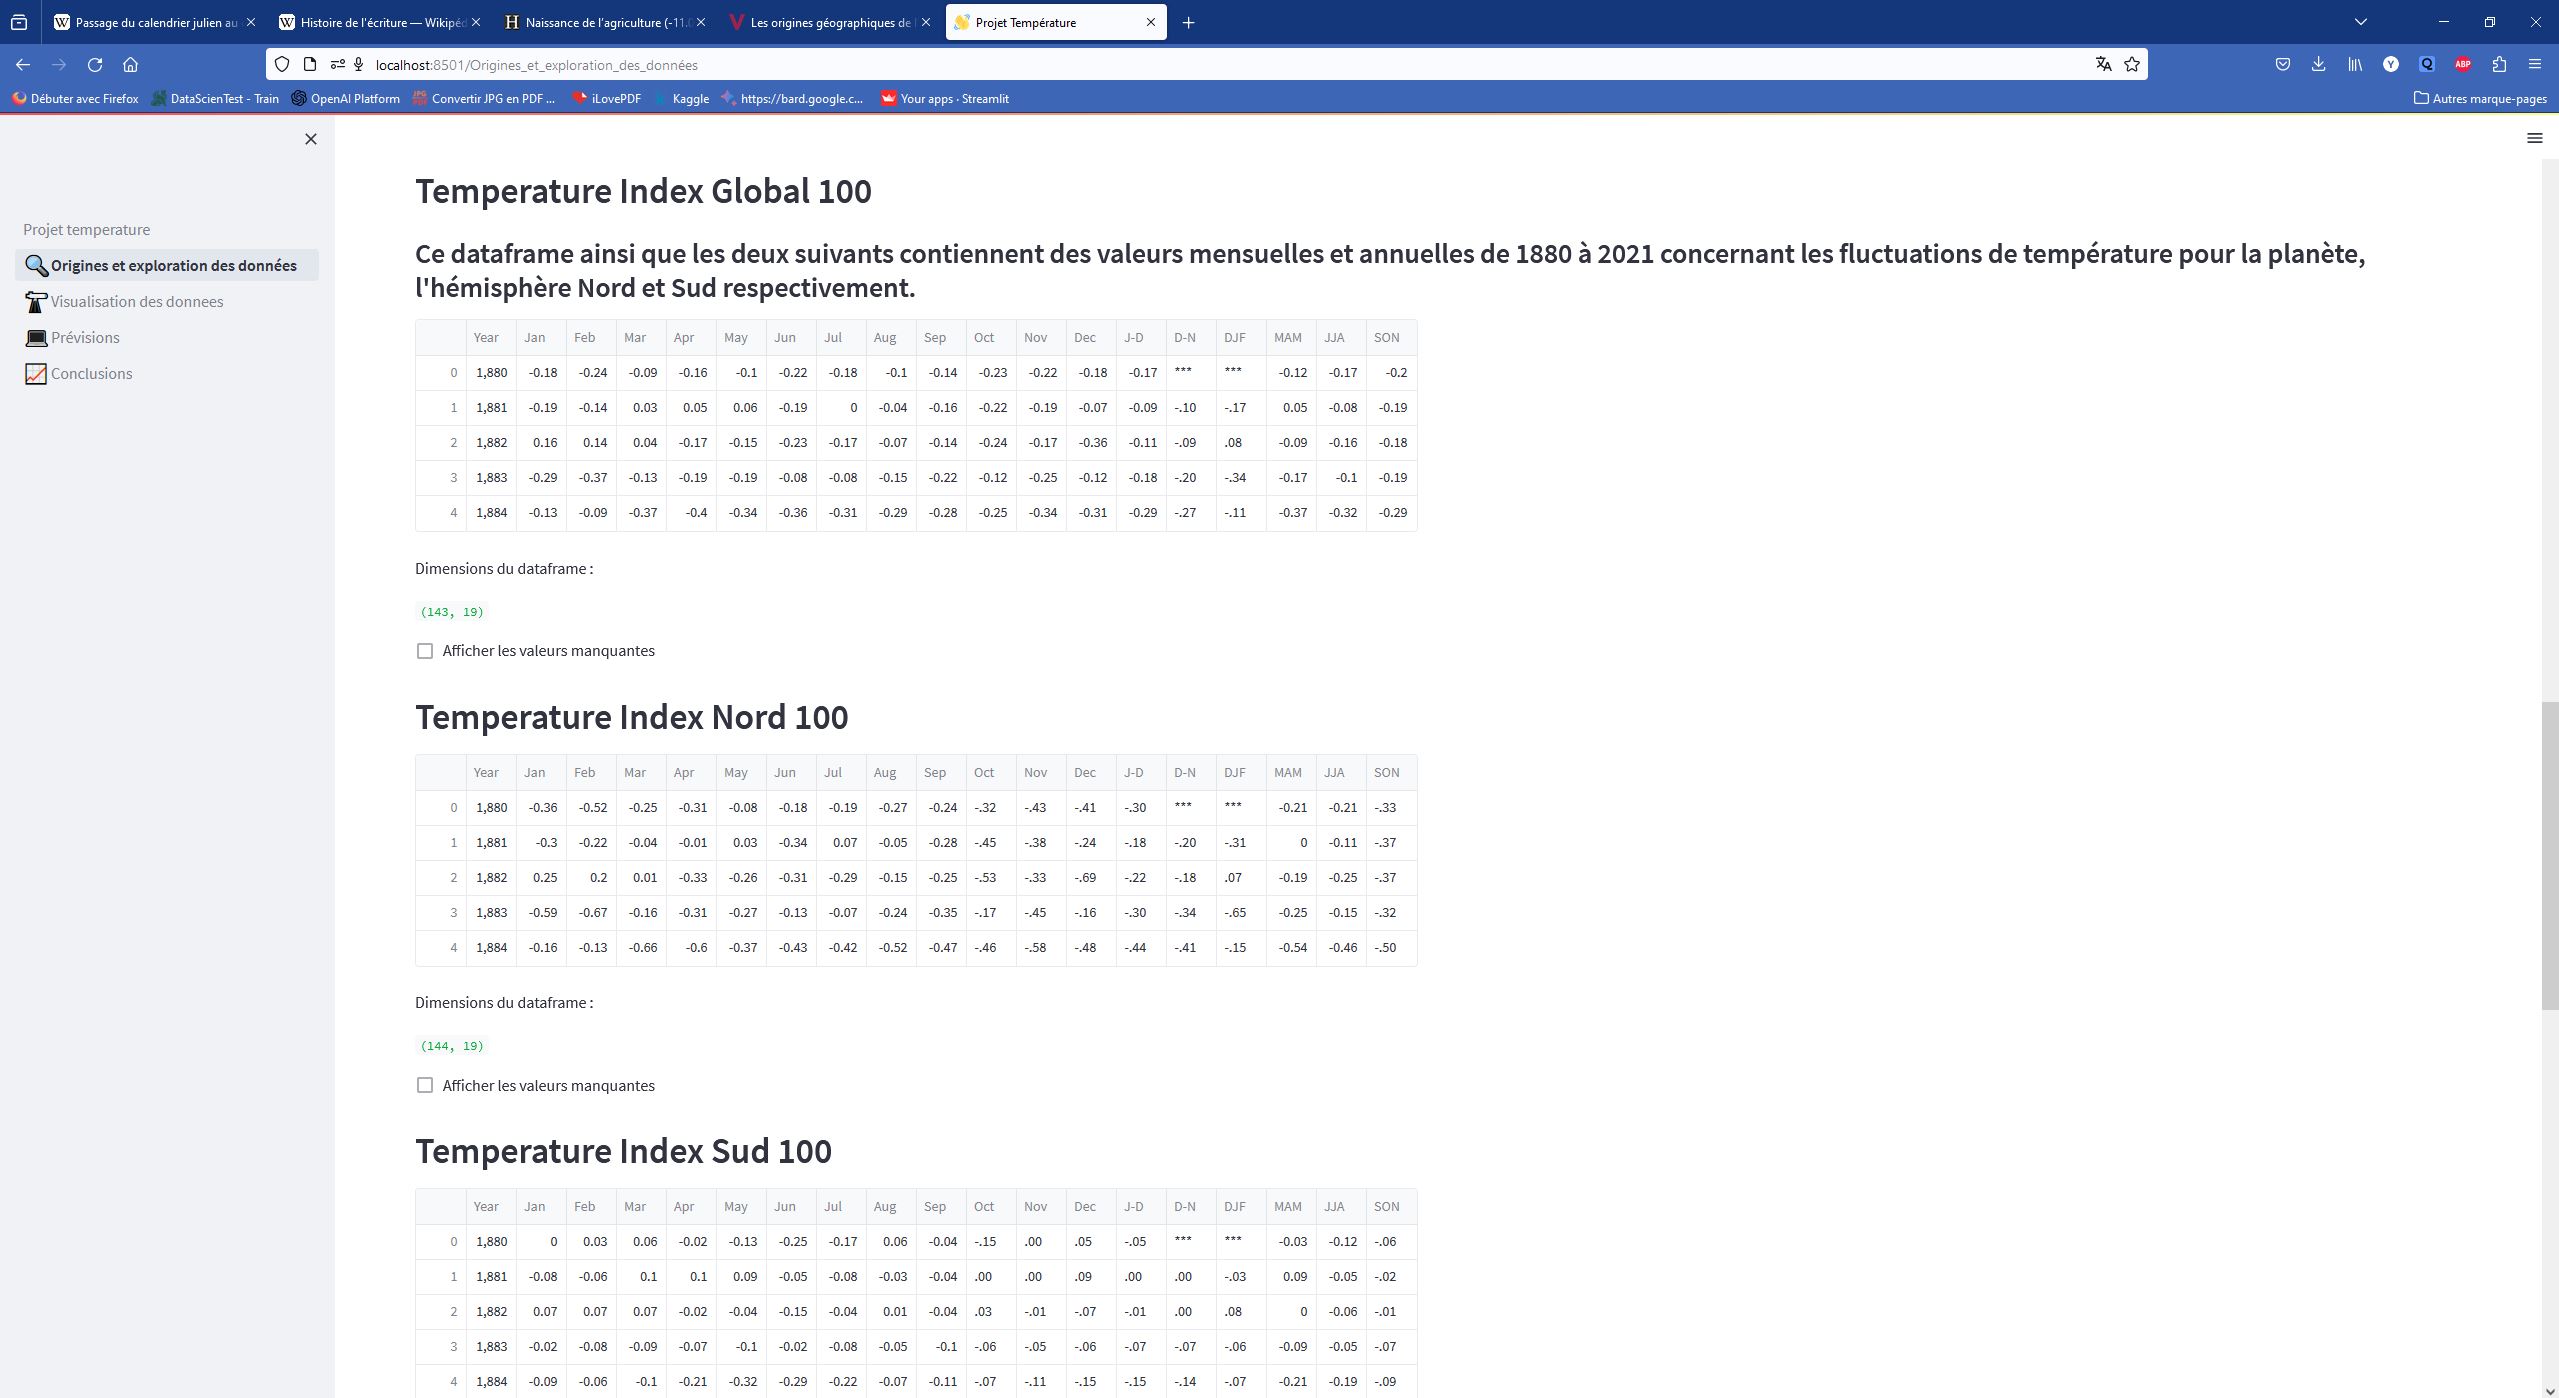 Passage du calendrier julien au
Histoire de l'écriture — Wikipéd
Naissance de l'agriculture (-11.0
Les origines géographiques de l
Projet Température
localhost:8501/Origines_et_exploration_des_données
Débuter avec Firefox
DataScienTest - Train
OpenAI Platform
Convertir JPG en PDF ...
iLovePDF
Kaggle
https://bard.google.c...
Your apps · Streamlit
Autres marque-pages
Projet temperature
Origines et exploration des données
Visualisation des donnees
Prévisions
Conclusions
Temperature Index Global 100
Ce dataframe ainsi que les deux suivants contiennent des valeurs mensuelles et annuelles de 1880 à 2021 concernant les fluctuations de température pour la planète,
l'hémisphère Nord et Sud respectivement.
Year Jan Feb Mar Apr May Jun Jul Aug Sep Oct Nov Dec J-D D-N DJF MAM JJA SON
0 1,880 -0.18 -0.24 -0.09 -0.16 -0.1 -0.22 -0.18 -0.1 -0.14 -0.23 -0.22 -0.18 -0.17 *** *** -0.12 -0.17 -0.2
1 1,881 -0.19 -0.14 0.03 0.05 0.06 -0.19 0 -0.04 -0.16 -0.22 -0.19 -0.07 -0.09 -.10 -.17 0.05 -0.08 -0.19
2 1,882 0.16 0.14 0.04 -0.17 -0.15 -0.23 -0.17 -0.07 -0.14 -0.24 -0.17 -0.36 -0.11 -.09 .08 -0.09 -0.16 -0.18
3 1,883 -0.29 -0.37 -0.13 -0.19 -0.19 -0.08 -0.08 -0.15 -0.22 -0.12 -0.25 -0.12 -0.18 -.20 -.34 -0.17 -0.1 -0.19
4 1,884 -0.13 -0.09 -0.37 -0.4 -0.34 -0.36 -0.31 -0.29 -0.28 -0.25 -0.34 -0.31 -0.29 -.27 -.11 -0.37 -0.32 -0.29
Dimensions du dataframe :
(143, 19)
Afficher les valeurs manquantes
Temperature Index Nord 100
Year Jan Feb Mar Apr May Jun Jul Aug Sep Oct Nov Dec J-D D-N DJF MAM JJA SON
0 1,880 -0.36 -0.52 -0.25 -0.31 -0.08 -0.18 -0.19 -0.27 -0.24 -.32 -.43 -.41 -.30 *** *** -0.21 -0.21 -.33
1 1,881 -0.3 -0.22 -0.04 -0.01 0.03 -0.34 0.07 -0.05 -0.28 -.45 -.38 -.24 -.18 -.20 -.31 0 -0.11 -.37
2 1,882 0.25 0.2 0.01 -0.33 -0.26 -0.31 -0.29 -0.15 -0.25 -.53 -.33 -.69 -.22 -.18 .07 -0.19 -0.25 -.37
3 1,883 -0.59 -0.67 -0.16 -0.31 -0.27 -0.13 -0.07 -0.24 -0.35 -.17 -.45 -.16 -.30 -.34 -.65 -0.25 -0.15 -.32
4 1,884 -0.16 -0.13 -0.66 -0.6 -0.37 -0.43 -0.42 -0.52 -0.47 -.46 -.58 -.48 -.44 -.41 -.15 -0.54 -0.46 -.50
Dimensions du dataframe :
(144, 19)
Afficher les valeurs manquantes
Temperature Index Sud 100
Year Jan Feb Mar Apr May Jun Jul Aug Sep Oct Nov Dec J-D D-N DJF MAM JJA SON
0 1,880 0 0.03 0.06 -0.02 -0.13 -0.25 -0.17 0.06 -0.04 -.15 .00 .05 -.05 *** *** -0.03 -0.12 -.06
1 1,881 -0.08 -0.06 0.1 0.1 0.09 -0.05 -0.08 -0.03 -0.04 .00 .00 .09 .00 .00 -.03 0.09 -0.05 -.02
2 1,882 0.07 0.07 0.07 -0.02 -0.04 -0.15 -0.04 0.01 -0.04 .03 -.01 -.07 -.01 .00 .08 0 -0.06 -.01
3 1,883 -0.02 -0.08 -0.09 -0.07 -0.1 -0.02 -0.08 -0.05 -0.1 -.06 -.05 -.06 -.07 -.07 -.06 -0.09 -0.05 -.07
4 1,884 -0.09 -0.06 -0.1 -0.21 -0.32 -0.29 -0.22 -0.07 -0.11 -.07 -.11 -.15 -.15 -.14 -.07 -0.21 -0.19 -.09